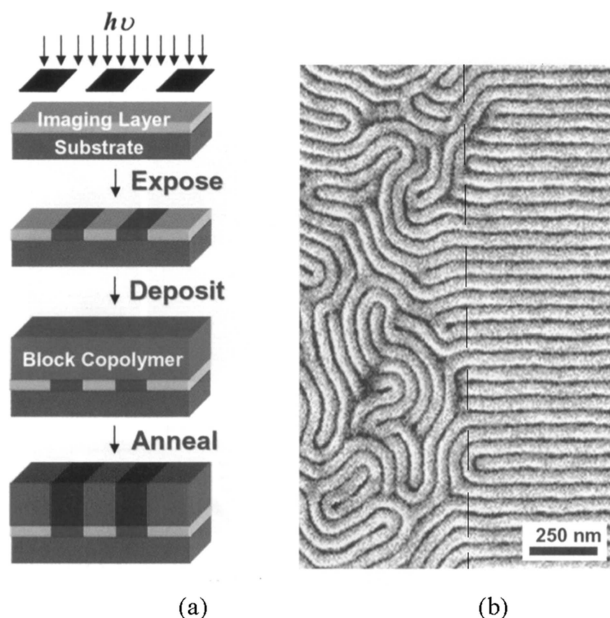 hυ
Imaging Layer
Substrate
Expose
Deposit
Block Copolymer
Anneal
250 nm
(a)
(b)